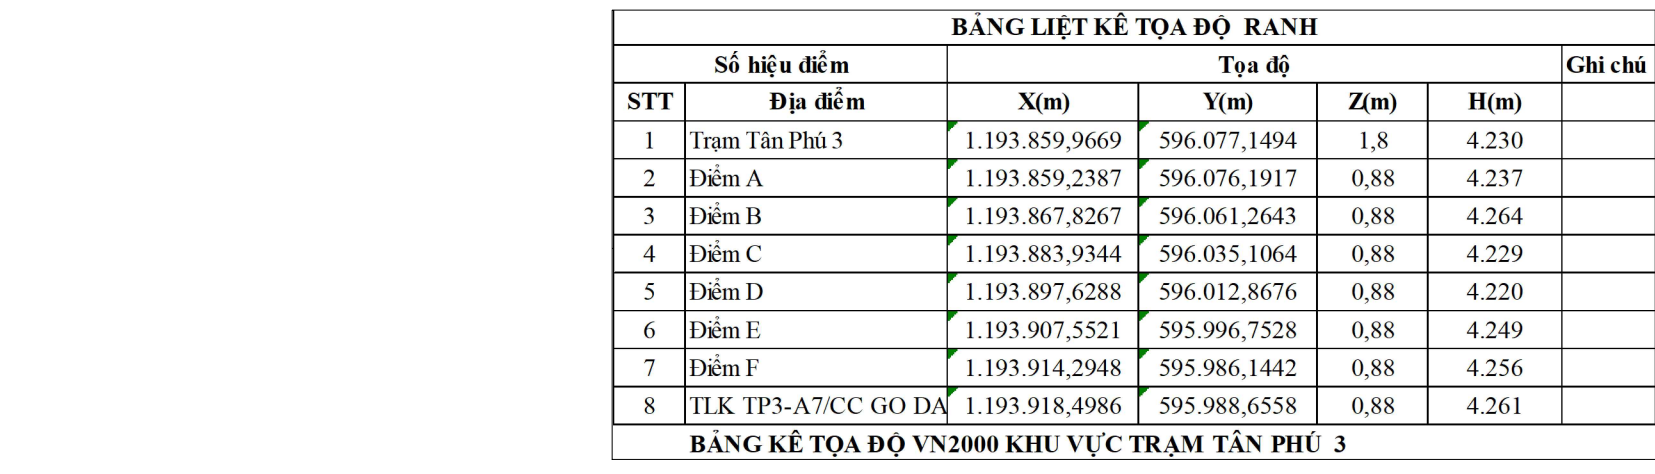 BẢNG LIỆT KÊ TỌA ĐỘ RANH
Số hiệu điểm Tọa độ Ghi chú
STT Địa điểm X(m) Y(m) Z(m) H(m)
1 Trạm Tân Phú 3 1.193.859,9669 596.077,1494 1,8 4.230
2 Điểm A 1.193.859,2387 596.076,1917 0,88 4.237
3 Điểm B 1.193.867,8267 596.061,2643 0,88 4.264
4 Điểm C 1.193.883,9344 596.035,1064 0,88 4.229
5 Điểm D 1.193.897,6288 596.012,8676 0,88 4.220
6 Điểm E 1.193.907,5521 595.996,7528 0,88 4.249
7 Điểm F 1.193.914,2948 595.986,1442 0,88 4.256
8 TLK TP3-A7/CC GO DA 1.193.918,4986 595.988,6558 0,88 4.261
BẢNG KÊ TỌA ĐỘ VN2000 KHU VỰC TRẠM TÂN PHÚ 3